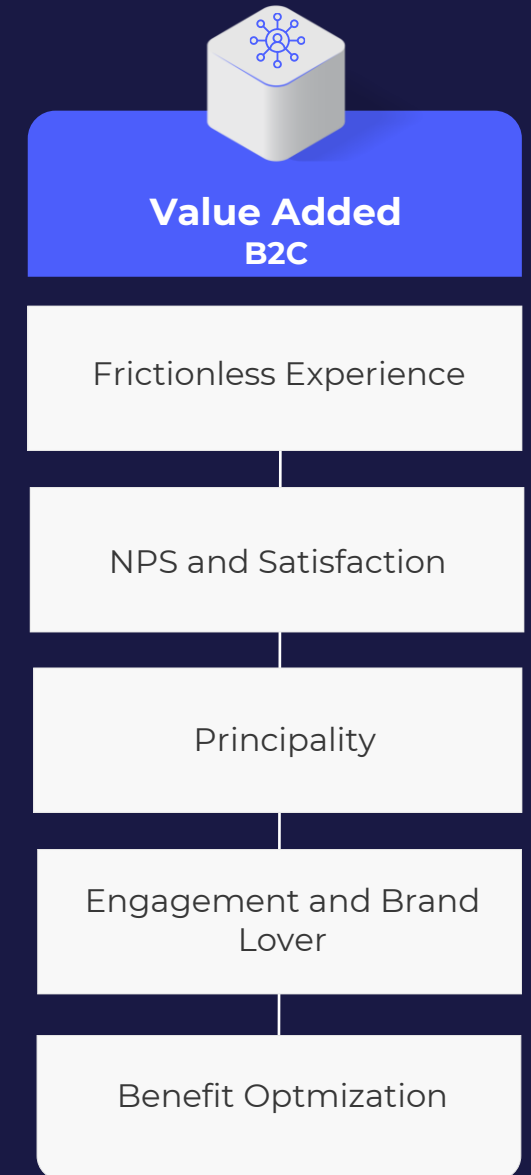 Value Added
B2C
Frictionless Experience
NPS and Satisfaction
Principality
Engagement and Brand
Lover
Benefit Optmization